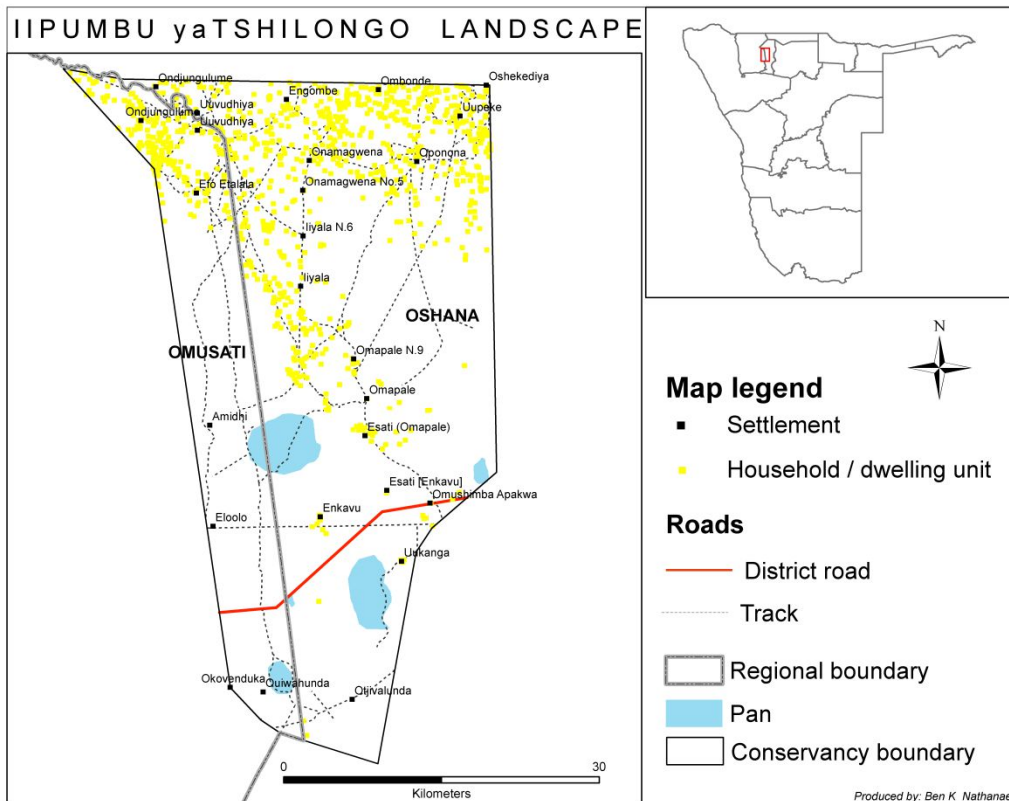 IIPUMBU yaTSHILONGO LANDSCAPE
Ondjungulume
Ombonde
Oshekediya
Engombe
Uuvudhiya
Ondjungulume
Uuvudhiya
Uupeke
Onamagwena
Oponona
Onamagwena No.5
Efo Etalala
Iiyala N.6
Iiyala
OSHANA
OMUSATI
Omapale N.9
Omapale
Amidhi
Esati (Omapale)
Esati [Enkavu]
Omushimba Apakwa
Enkavu
Eloolo
Uukanga
Okovenduka
Quiwahunda
Otjivalunda
0
30
Kilometers
N
Map legend
Settlement
Household / dwelling unit
Roads
District road
Track
Regional boundary
Pan
Conservancy boundary
Produced by: Ben K Nathanae